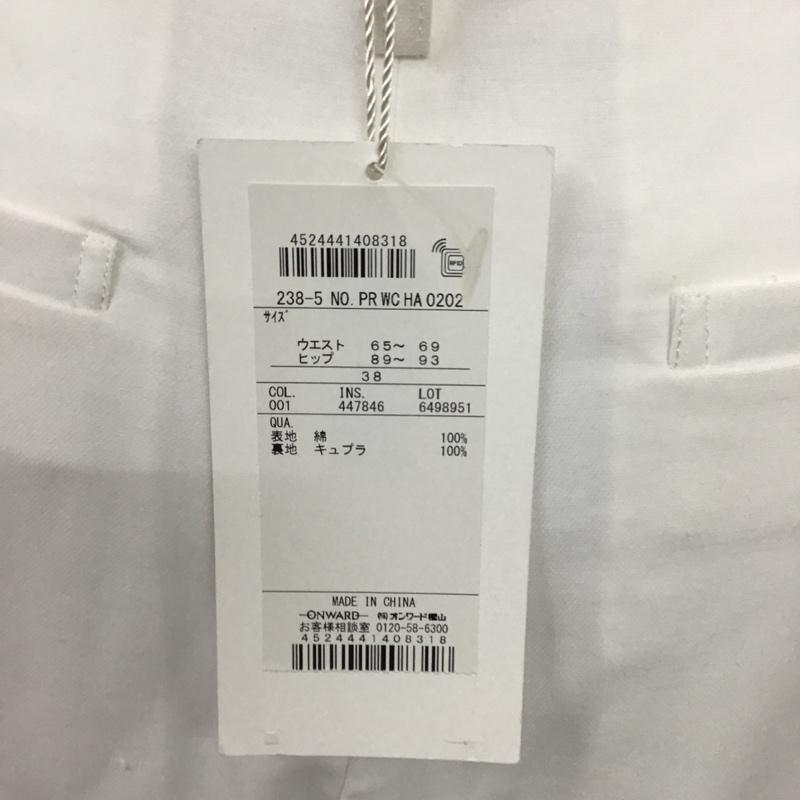 4524441408318
RFID
238-5 NO. PR WC HA 0202
ｻｲｽﾞ
ウエスト 65〜 69
ヒップ 89〜 93
38
COL. INS. LOT
001 447846 6498951
QUA.
表地 綿 100%
裏地 キュプラ 100%
MADE IN CHINA
ONWARD ㈱オンワード樫山
お客様相談室 0120-58-6300
4524441408318